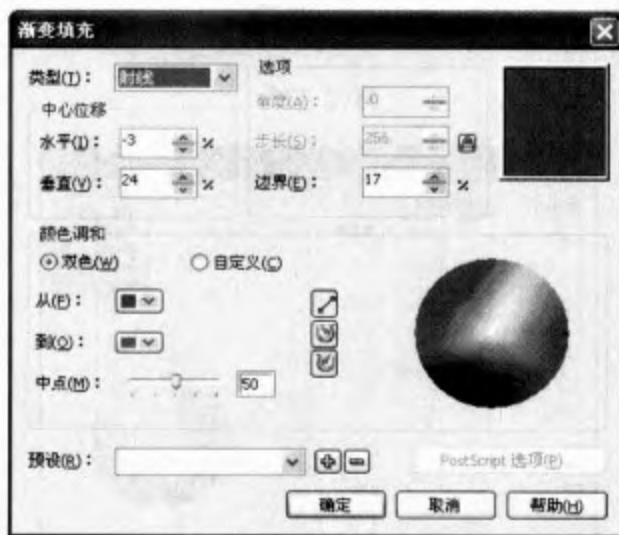 渐变填充
类型(T): 射线
选项
角度(A): .0
中心位移
水平(I): -3 %
步长(S): 256
垂直(V): 24 %
边界(E): 17 %
颜色调和
双色(W) 自定义(C)
从(F):
到(O):
中点(M): 50
预设(R):
PostScript 选项(P)
确定 取消 帮助(H)